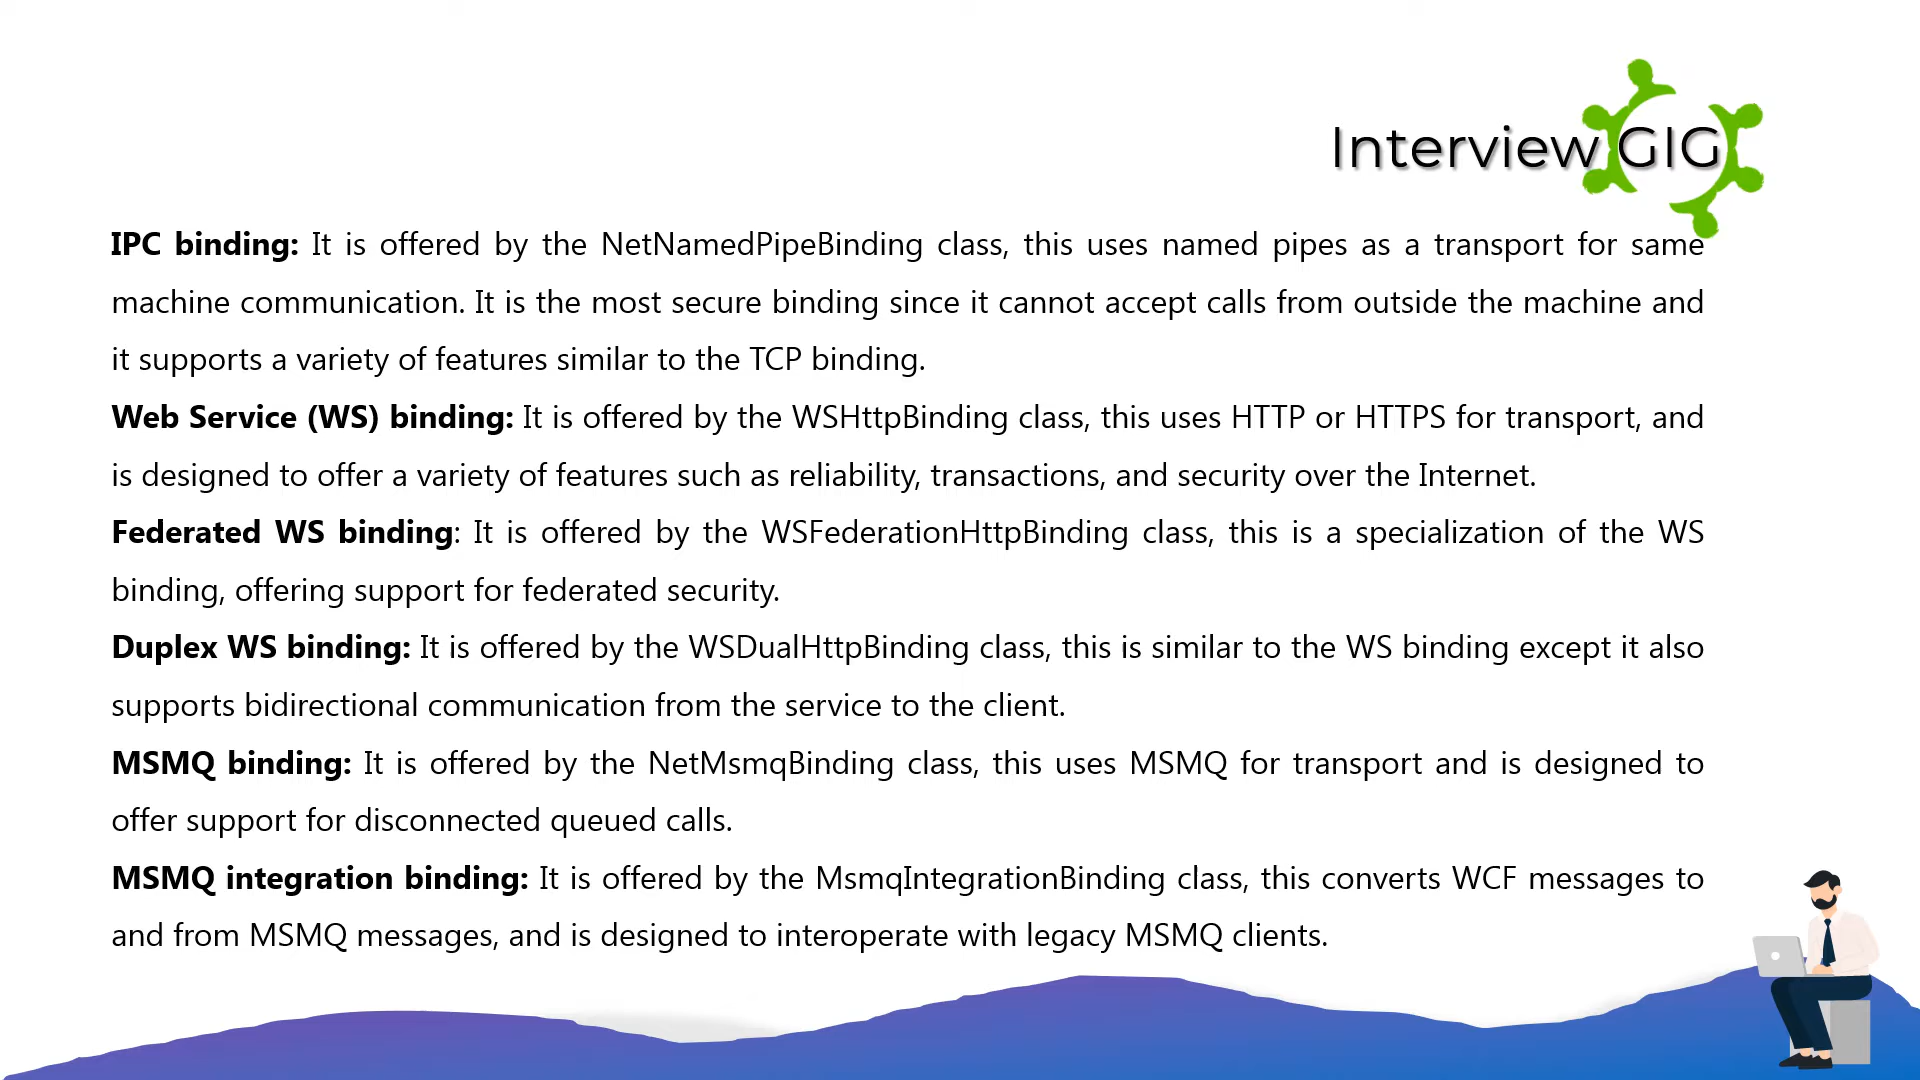 Interview GIG
IPC binding: It is offered by the NetNamedPipeBinding class, this uses named pipes as a transport for same
machine communication. It is the most secure binding since it cannot accept calls from outside the machine and
it supports a variety of features similar to the TCP binding.
Web Service (WS) binding: It is offered by the WSHttpBinding class, this uses HTTP or HTTPS for transport, and
is designed to offer a variety of features such as reliability, transactions, and security over the Internet.
Federated WS binding: It is offered by the WSFederationHttpBinding class, this is a specialization of the WS
binding, offering support for federated security.
Duplex WS binding: It is offered by the WSDualHttpBinding class, this is similar to the WS binding except it also
supports bidirectional communication from the service to the client.
MSMQ binding: It is offered by the NetMsmqBinding class, this uses MSMQ for transport and is designed to
offer support for disconnected queued calls.
MSMQ integration binding: It is offered by the MsmqIntegrationBinding class, this converts WCF messages to
and from MSMQ messages, and is designed to interoperate with legacy MSMQ clients.